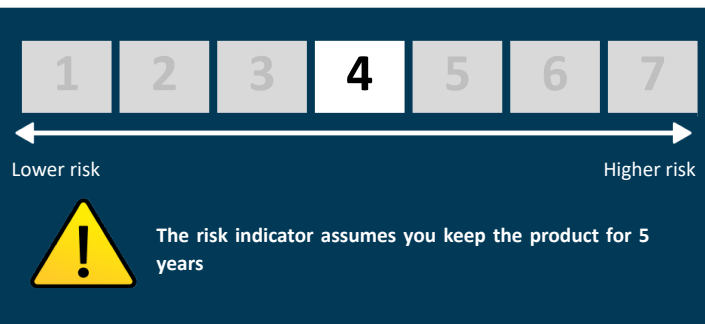 1 2 3 4 5 6 7
Lower risk Higher risk
The risk indicator assumes you keep the product for 5
years